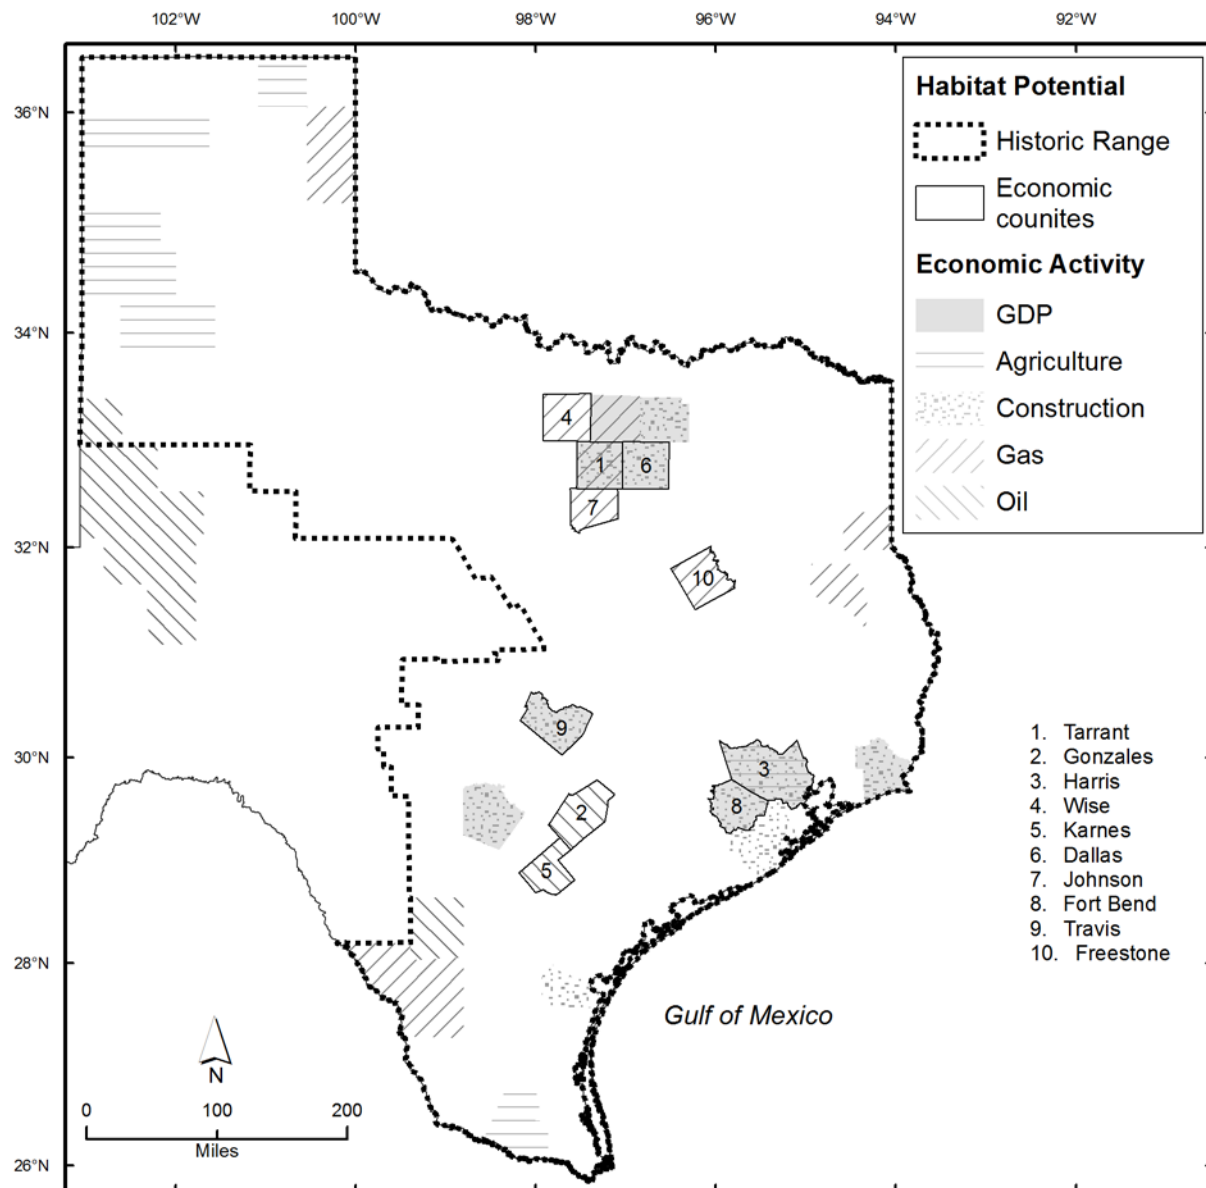 102°W 100°W 98°W 96°W 94°W 92°W
36°N
34°N
32°N
30°N
28°N
26°N
Habitat Potential
Historic Range
Economic
counites
Economic Activity
GDP
Agriculture
Construction
Gas
Oil
4
1 6
7
10
9
3
8
2
5
1. Tarrant
2. Gonzales
3. Harris
4. Wise
5. Karnes
6. Dallas
7. Johnson
8. Fort Bend
9. Travis
10. Freestone
Gulf of Mexico
N
0 100 200
Miles